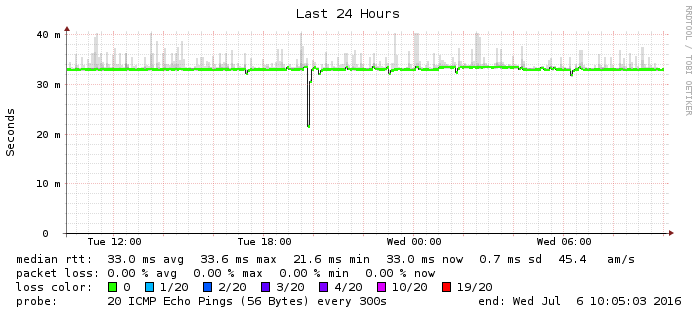 Last 24 Hours
RRDTOOL / TOBI OETIKER
Seconds
40 m
30 m
20 m
10 m
0
Tue 12:00 Tue 18:00 Wed 00:00 Wed 06:00
median rtt: 33.0 ms avg 33.6 ms max 21.6 ms min 33.0 ms now 0.7 ms sd 45.4 am/s
packet loss: 0.00 % avg 0.00 % max 0.00 % min 0.00 % now
loss color: 0 1/20 2/20 3/20 4/20 10/20 19/20
probe: 20 ICMP Echo Pings (56 Bytes) every 300s end: Wed Jul 6 10:05:03 2016